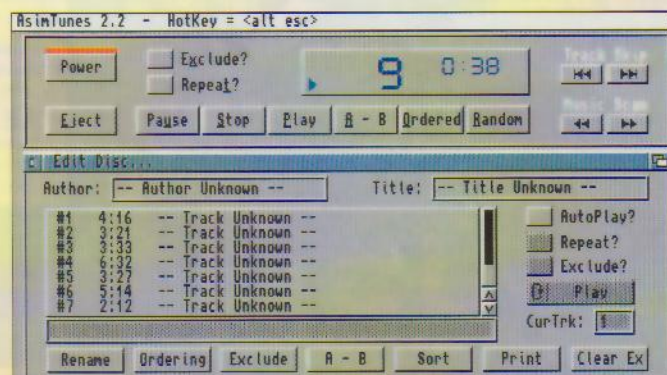 AsimTunes 2.2 - HotKey = <alt esc>
Power
Exclude?
Repeat?
9 0:38
Track Skip
Eject
Pause
Stop
Play
A - B
Ordered
Random
Music Scan
Edit Disc...
Author: -- Author Unknown --
Title: -- Title Unknown --
#1 4:16 -- Track Unknown --
#2 3:21 -- Track Unknown --
#3 3:33 -- Track Unknown --
#4 6:32 -- Track Unknown --
#5 3:27 -- Track Unknown --
#6 5:14 -- Track Unknown --
#7 2:12 -- Track Unknown --
AutoPlay?
Repeat?
Exclude?
Play
CurTrk: 1
Rename
Ordering
Exclude
A - B
Sort
Print
Clear Ex